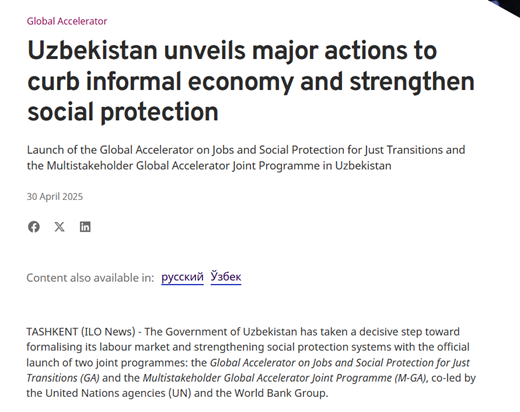 Global Accelerator
Uzbekistan unveils major actions to
curb informal economy and strengthen
social protection
Launch of the Global Accelerator on Jobs and Social Protection for Just Transitions and
the Multistakeholder Global Accelerator Joint Programme in Uzbekistan
30 April 2025
Content also available in: русский Ўзбек
TASHKENT (ILO News) - The Government of Uzbekistan has taken a decisive step toward
formalising its labour market and strengthening social protection systems with the official
launch of two joint programmes: the Global Accelerator on Jobs and Social Protection for Just
Transitions (GA) and the Multistakeholder Global Accelerator Joint Programme (M-GA), co-led by
the United Nations agencies (UN) and the World Bank Group.